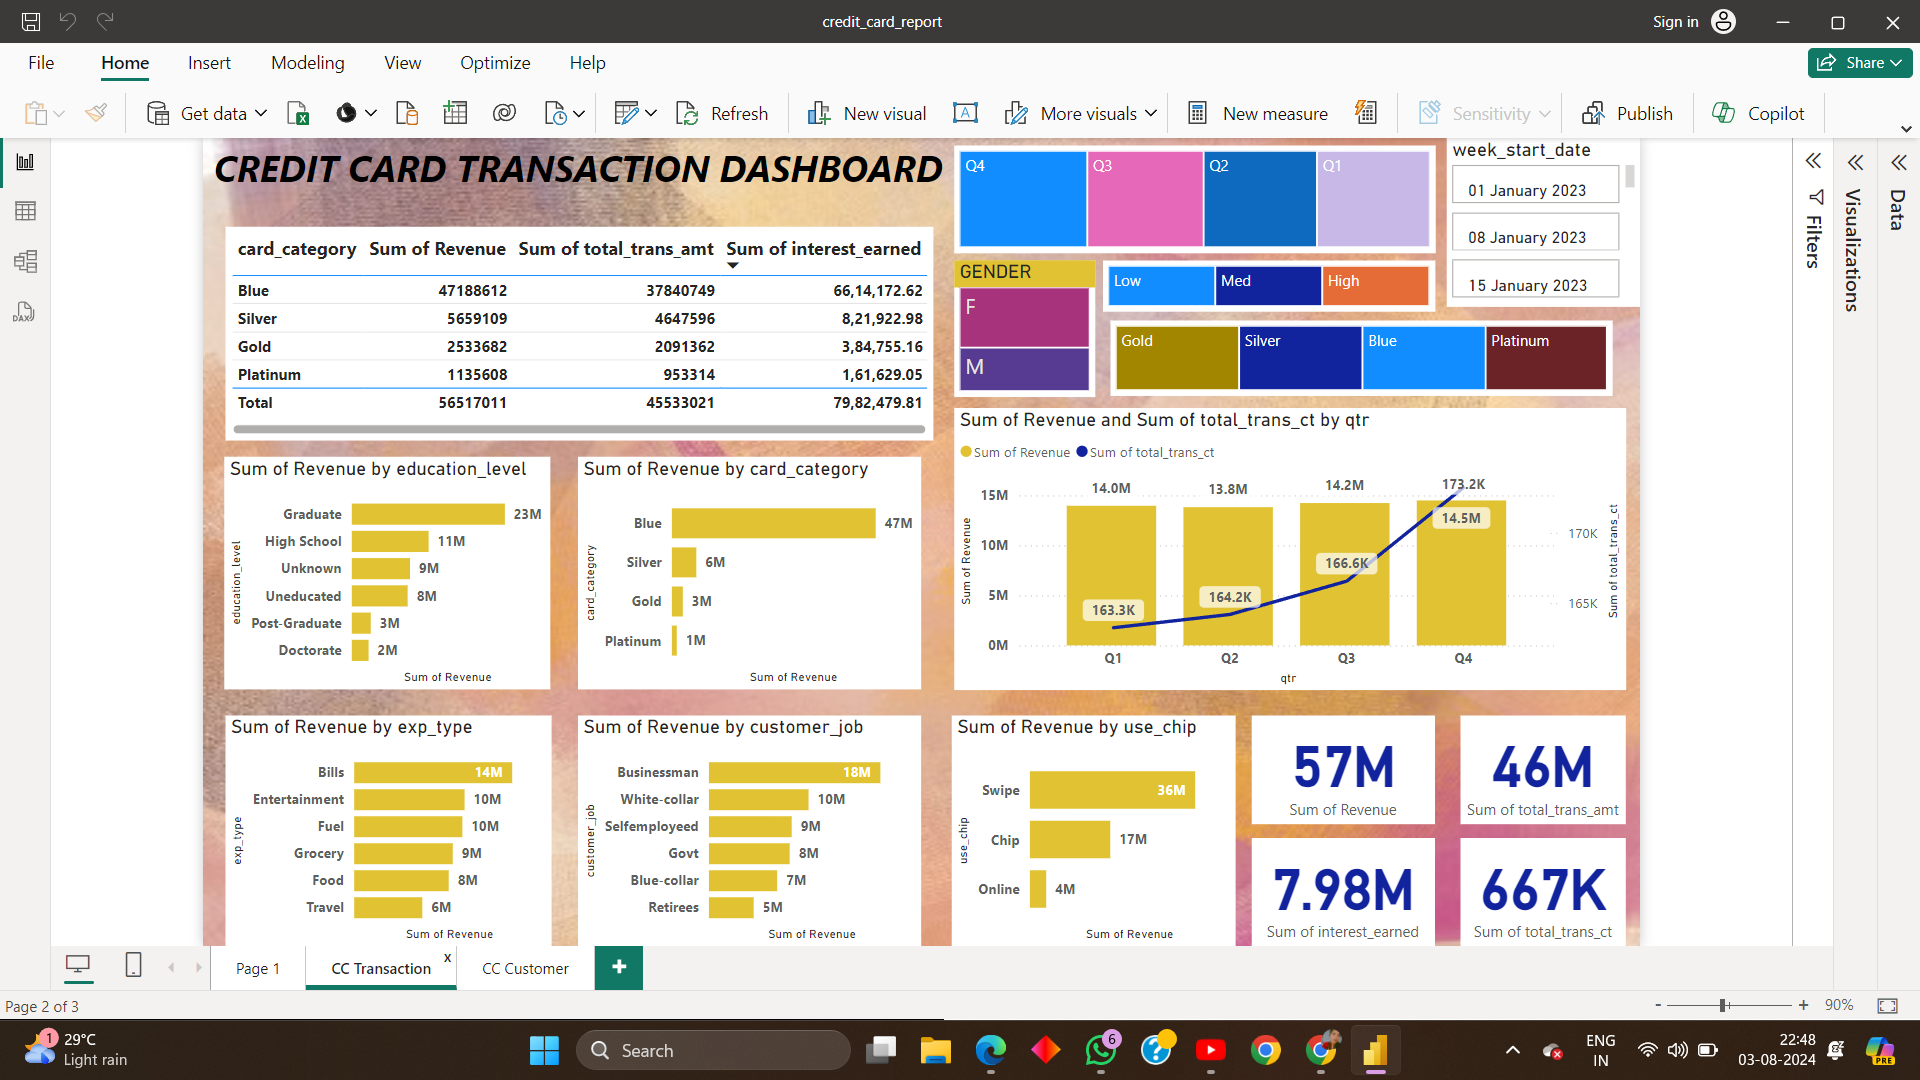 credit_card_report
Sign in
File Home Insert Modeling View Optimize Help
Share
Get data
Refresh
New visual
More visuals
New measure
Sensitivity
Publish
Copilot
CREDIT CARD TRANSACTION DASHBOARD
card_category Sum of Revenue Sum of total_trans_amt Sum of interest_earned
Blue 47188612 37840749 66,14,172.62
Silver 5659109 4647596 8,21,922.98
Gold 2533682 2091362 3,84,755.16
Platinum 1135608 953314 1,61,629.05
Total 56517011 45533021 79,82,479.81
Q4 Q3 Q2 Q1
GENDER
F
M
Low Med High
Gold Silver Blue Platinum
week_start_date
01 January 2023
08 January 2023
15 January 2023
Filters
Visualizations
Data
DAX
Sum of Revenue by education_level
education_level
Graduate 23M
High School 11M
Unknown 9M
Uneducated 8M
Post-Graduate 3M
Doctorate 2M
Sum of Revenue
Sum of Revenue by card_category
card_category
Blue 47M
Silver 6M
Gold 3M
Platinum 1M
Sum of Revenue
Sum of Revenue and Sum of total_trans_ct by qtr
Sum of Revenue Sum of total_trans_ct
Sum of Revenue
15M
10M
5M
0M
14.0M 13.8M 14.2M 173.2K
14.5M
163.3K 164.2K 166.6K
170K
165K
Sum of total_trans_ct
Q1 Q2 Q3 Q4
qtr
Sum of Revenue by exp_type
exp_type
Bills 14M
Entertainment 10M
Fuel 10M
Grocery 9M
Food 8M
Travel 6M
Sum of Revenue
Sum of Revenue by customer_job
customer_job
Businessman 18M
White-collar 10M
Selfemployeed 9M
Govt 8M
Blue-collar 7M
Retirees 5M
Sum of Revenue
Sum of Revenue by use_chip
use_chip
Swipe 36M
Chip 17M
Online 4M
Sum of Revenue
57M
Sum of Revenue
46M
Sum of total_trans_amt
7.98M
Sum of interest_earned
667K
Sum of total_trans_ct
Page 1 CC Transaction x CC Customer +
Page 2 of 3
- + 90%
1
29°C
Light rain
Search
6
ENG
IN
22:48
03-08-2024
PRE